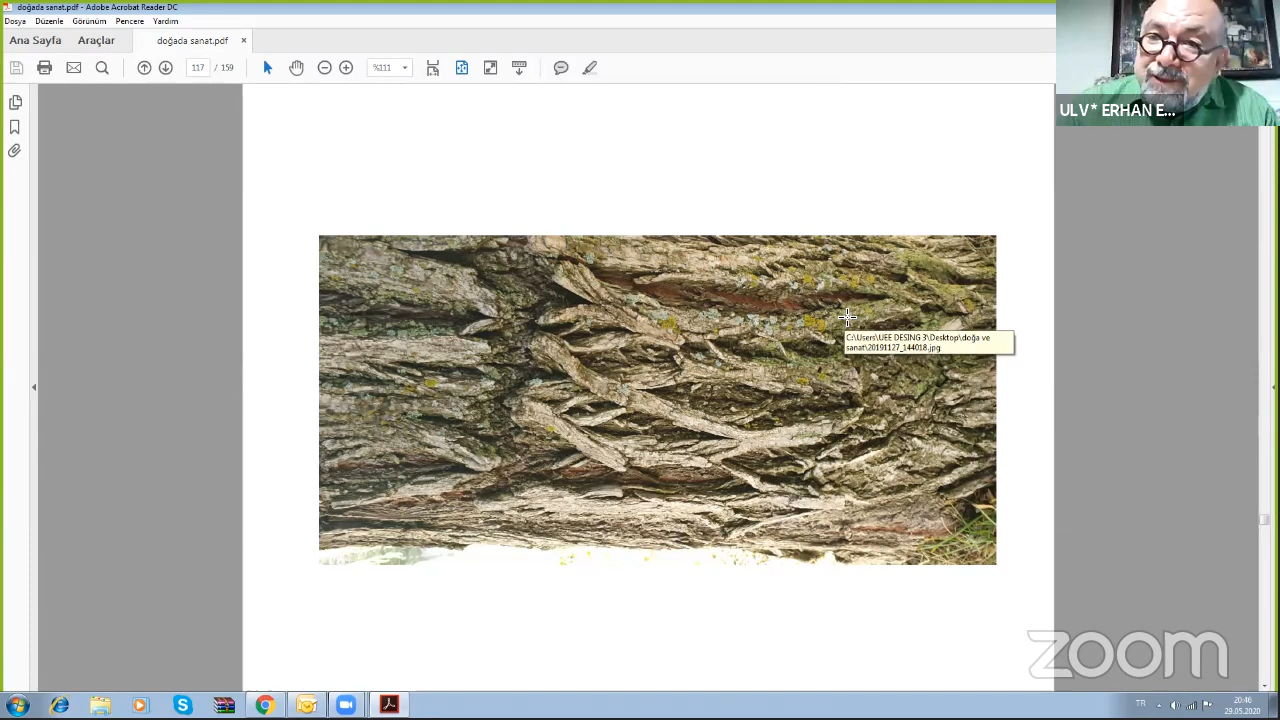 doğada sanat.pdf - Adobe Acrobat Reader DC
Dosya Düzenle Görünüm Pencere Yardım
Ana Sayfa Araçlar doğada sanat.pdf ×
117 / 159 %111
ULV* ERHAN E...
C:\Users\UEE DESING 3\Desktop\doğa ve
sanat\20191127_144018.jpg
zoom
TR 20:46
29.05.2020